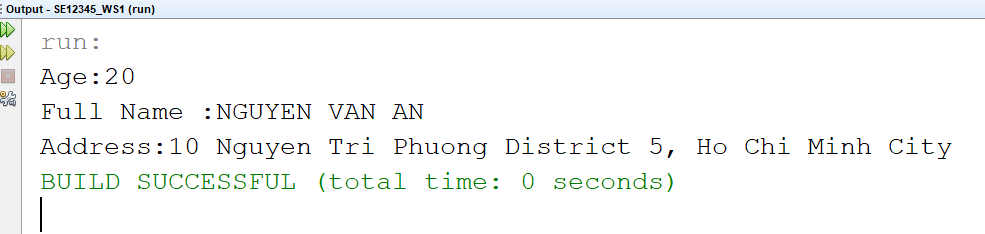 Output - SE12345_WS1 (run)
run:
Age:20
Full Name :NGUYEN VAN AN
Address:10 Nguyen Tri Phuong District 5, Ho Chi Minh City
BUILD SUCCESSFUL (total time: 0 seconds)